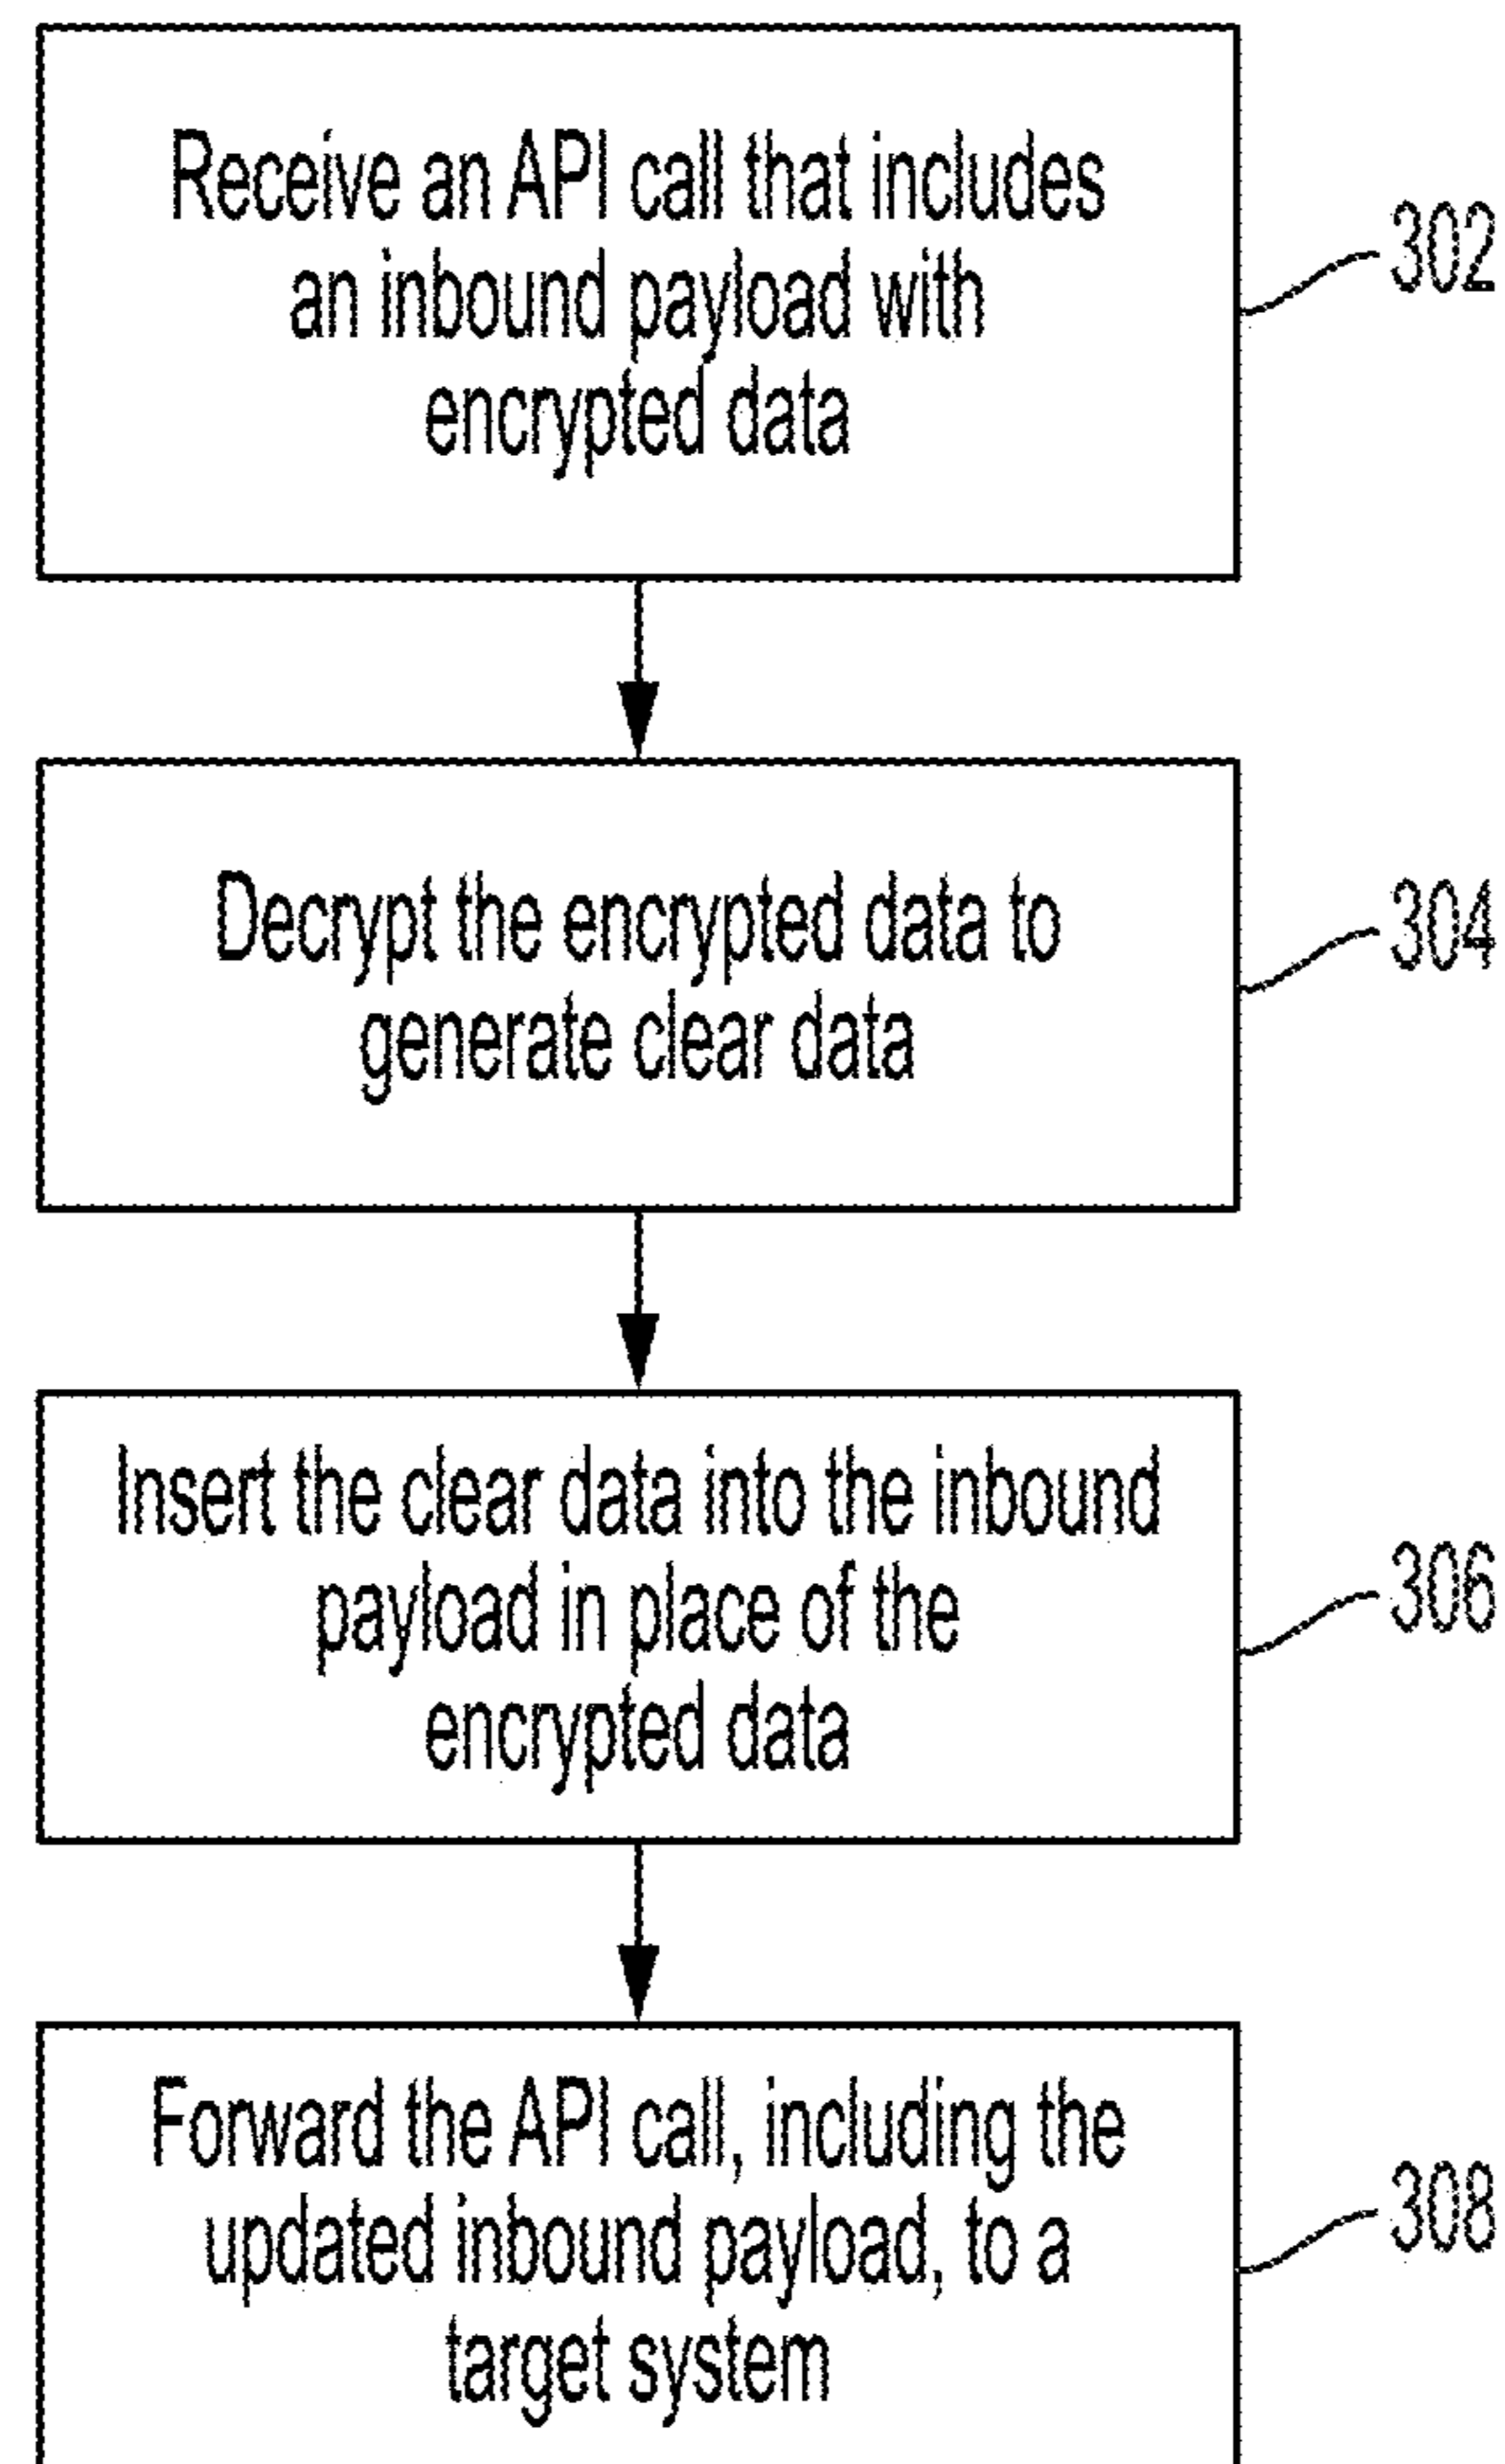 Receive an API call that includes
an inbound payload with
encrypted data
302
Decrypt the encrypted data to
generate clear data
304
Insert the clear data into the inbound
payload in place of the
encrypted data
306
Forward the API call, including the
updated inbound payload, to a
target system
308